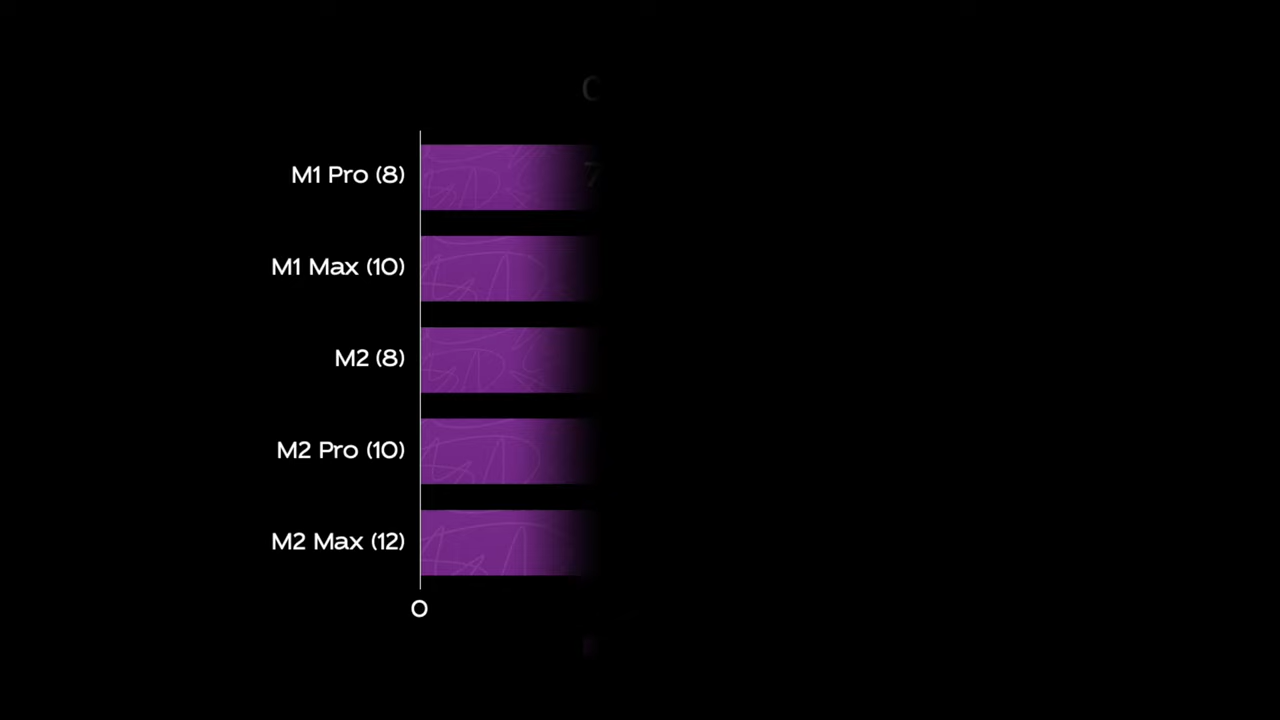 M1 Pro (8)
M1 Max (10)
M2 (8)
M2 Pro (10)
M2 Max (12)
0